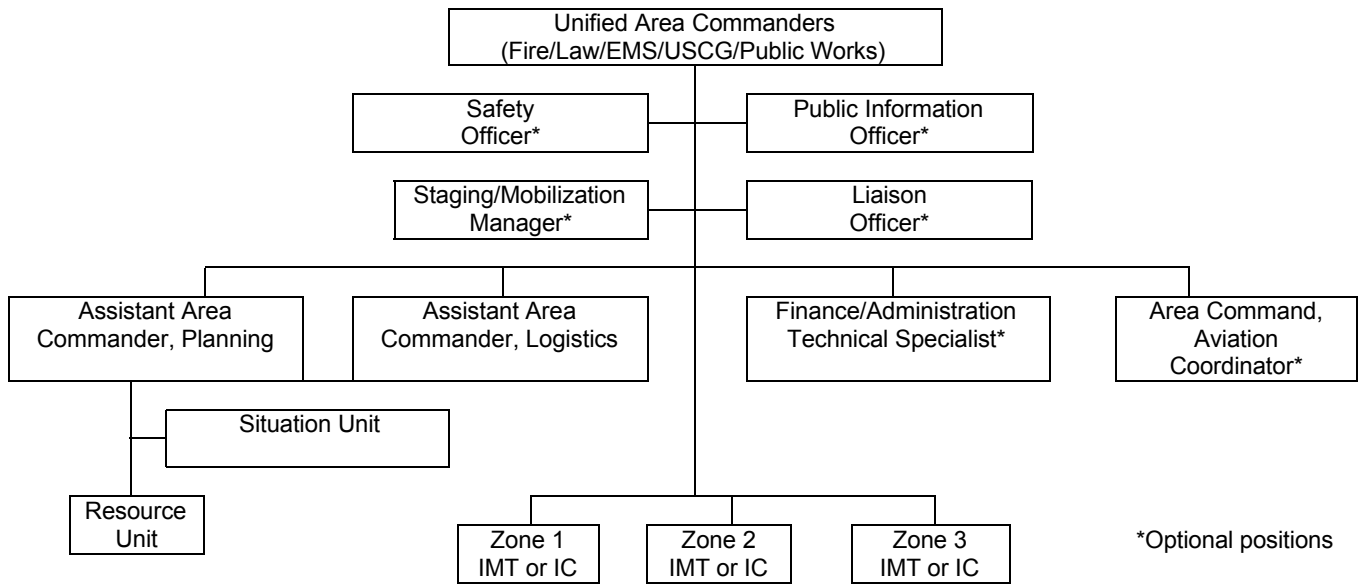 Unified Area Commanders
(Fire/Law/EMS/USCG/Public Works)
Safety
Officer*
Public Information
Officer*
Staging/Mobilization
Manager*
Liaison
Officer*
Assistant Area
Commander, Planning
Assistant Area
Commander, Logistics
Finance/Administration
Technical Specialist*
Area Command,
Aviation
Coordinator*
Situation Unit
Resource
Unit
Zone 1
IMT or IC
Zone 2
IMT or IC
Zone 3
IMT or IC
*Optional positions